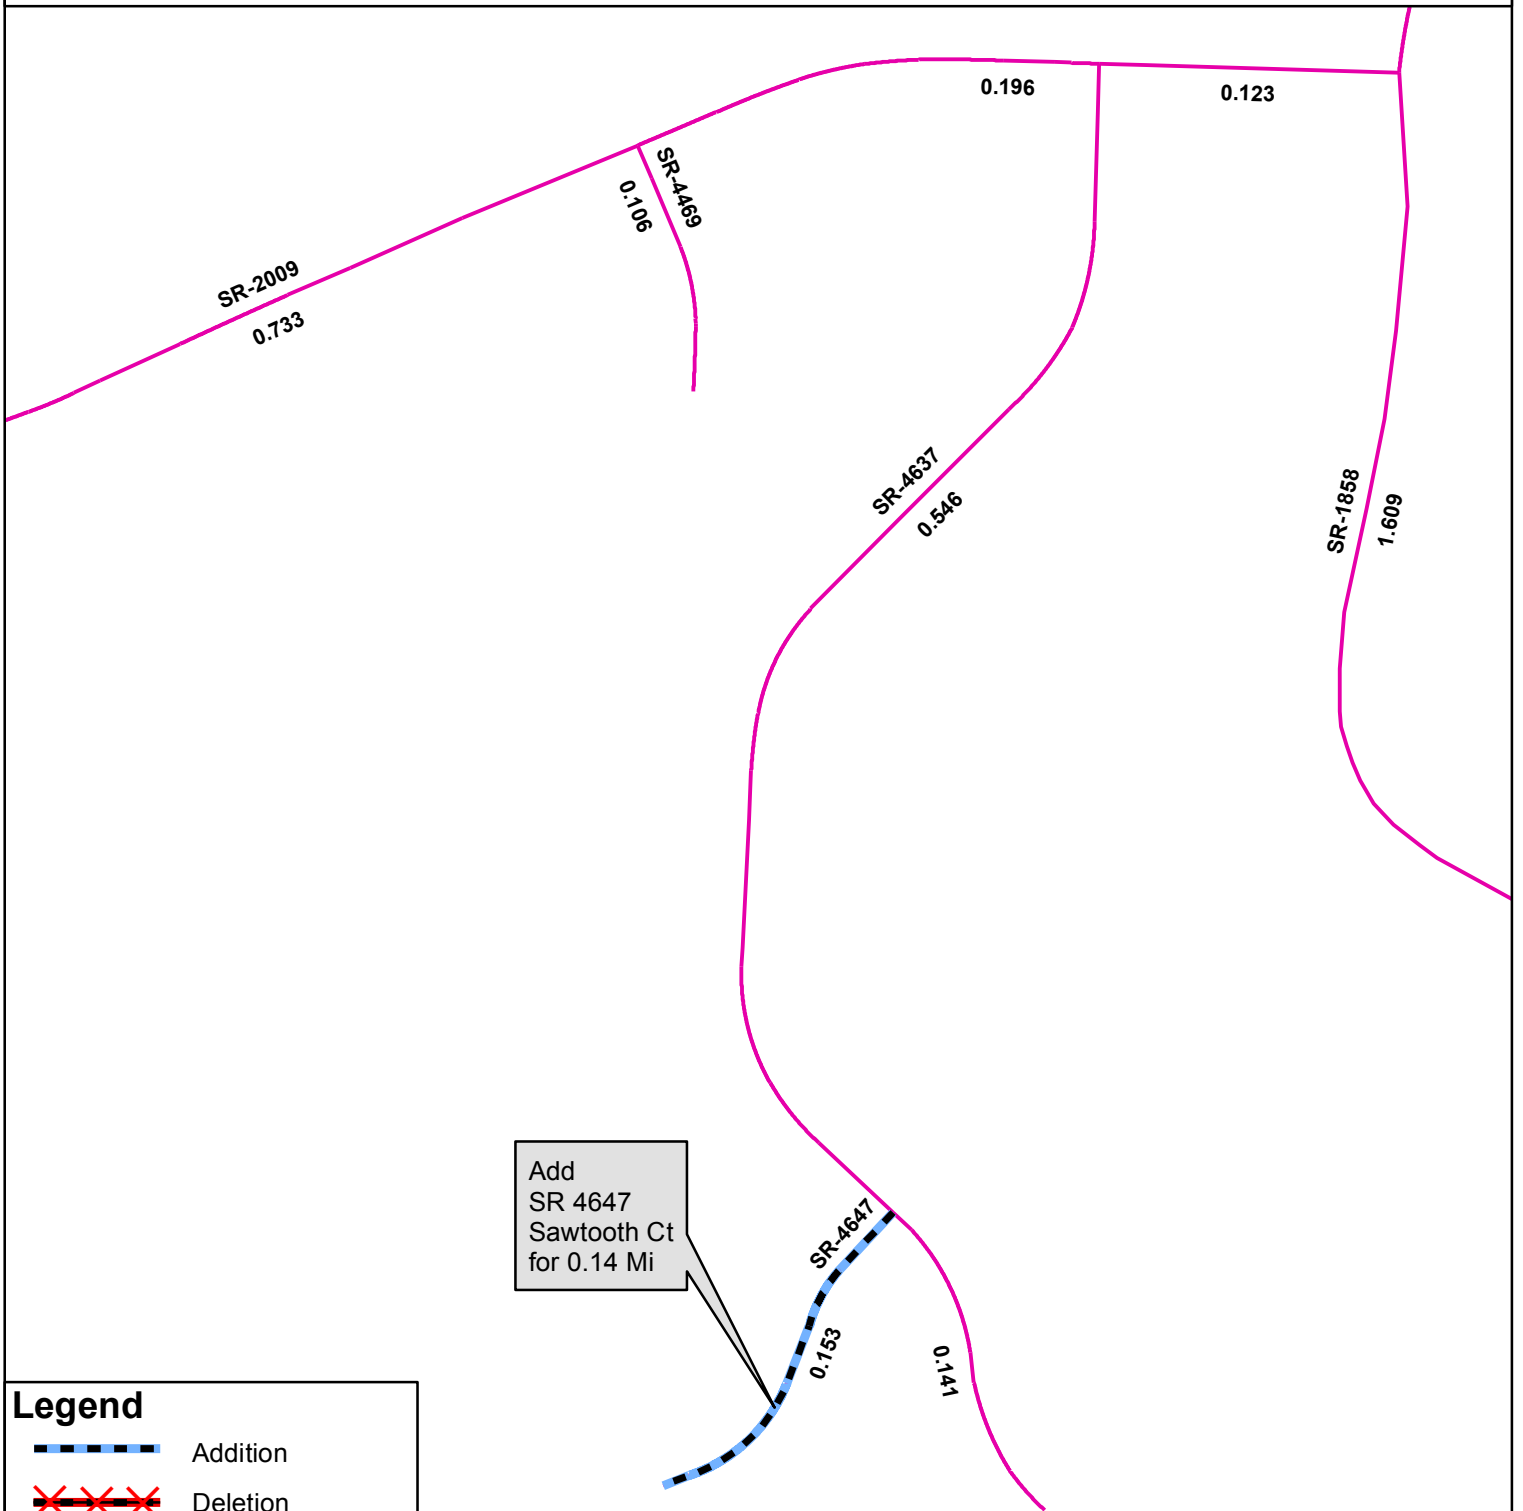 0.196
0.123
SR-4469
0.106
SR-2009
0.733
SR-4637
0.546
SR-1858
1.609
Add
SR 4647
Sawtooth Ct
for 0.14 Mi
SR-4647
0.153
0.141
Legend
Addition
Deletion